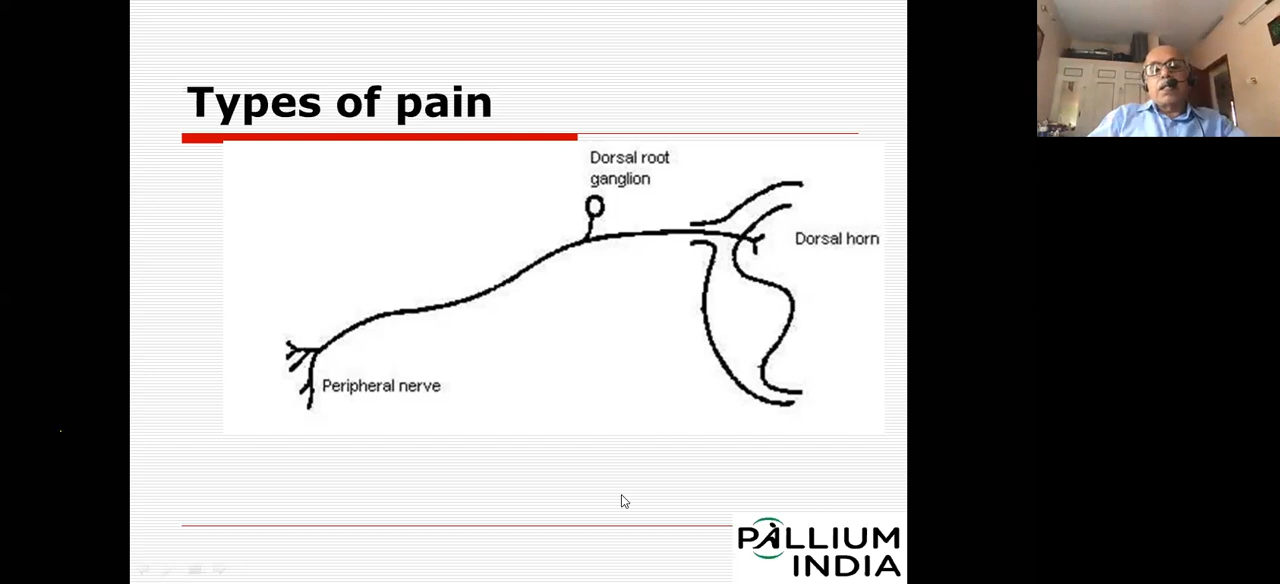 Types of pain
Dorsal root
ganglion
Dorsal horn
Peripheral nerve
PALLIUM
INDIA